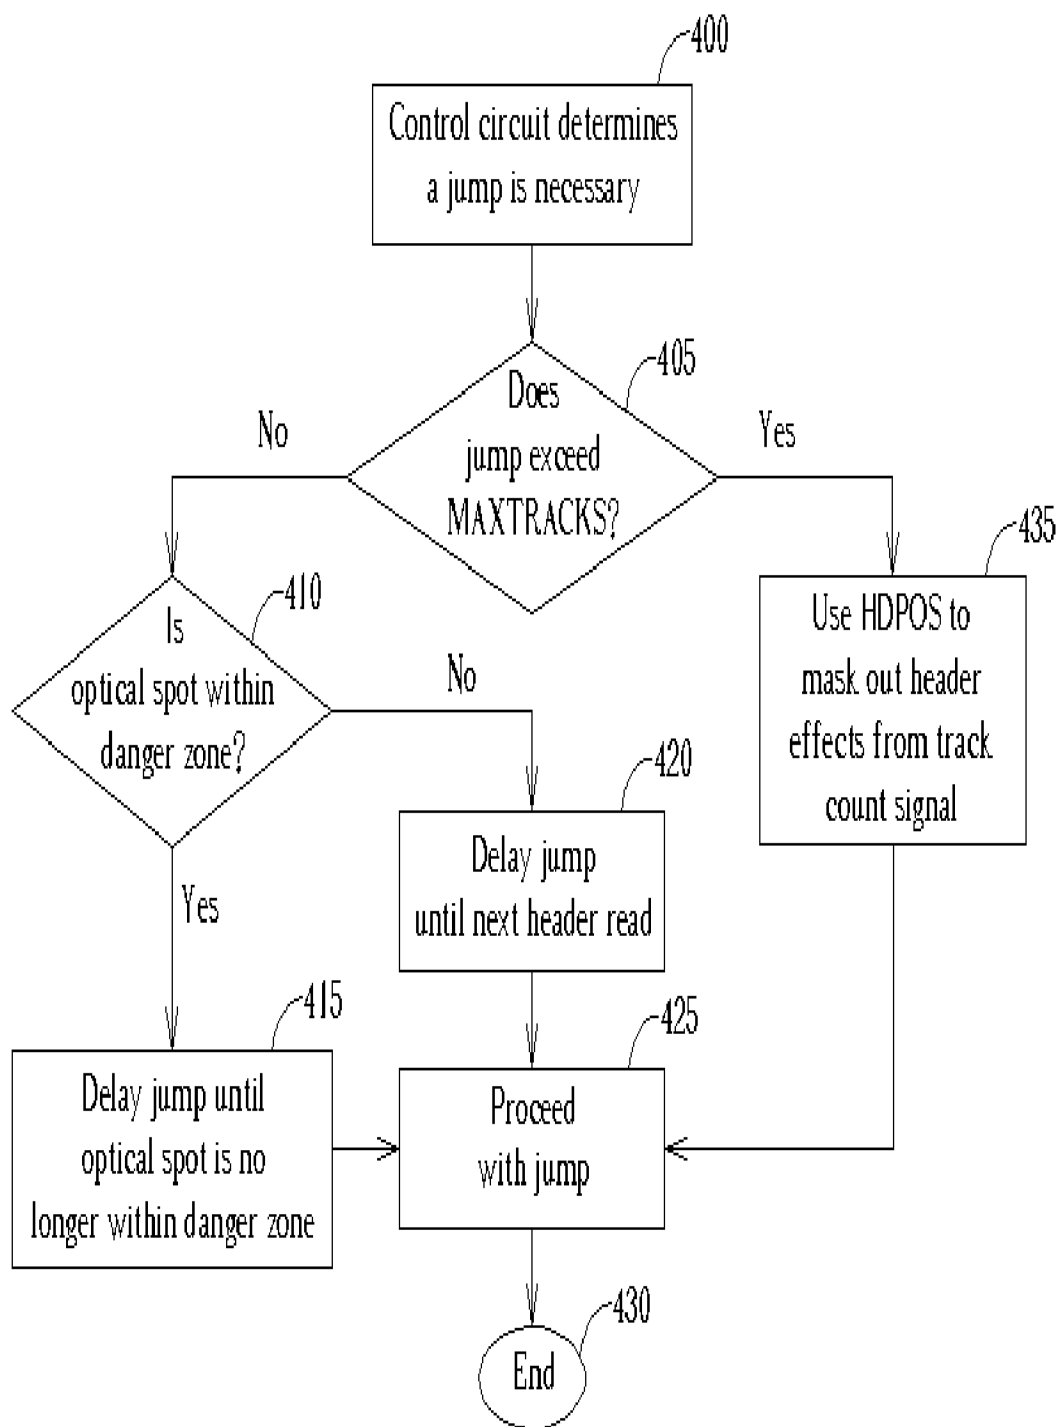 400
Control circuit determines
a jump is necessary
405
Does
jump exceed
MAXTRACKS?
No
Yes
435
Use HDPOS to
mask out header
effects from track
count signal
410
Is
optical spot within
danger zone?
No
Yes
420
Delay jump
until next header read
415
Delay jump until
optical spot is no
longer within danger zone
425
Proceed
with jump
430
End